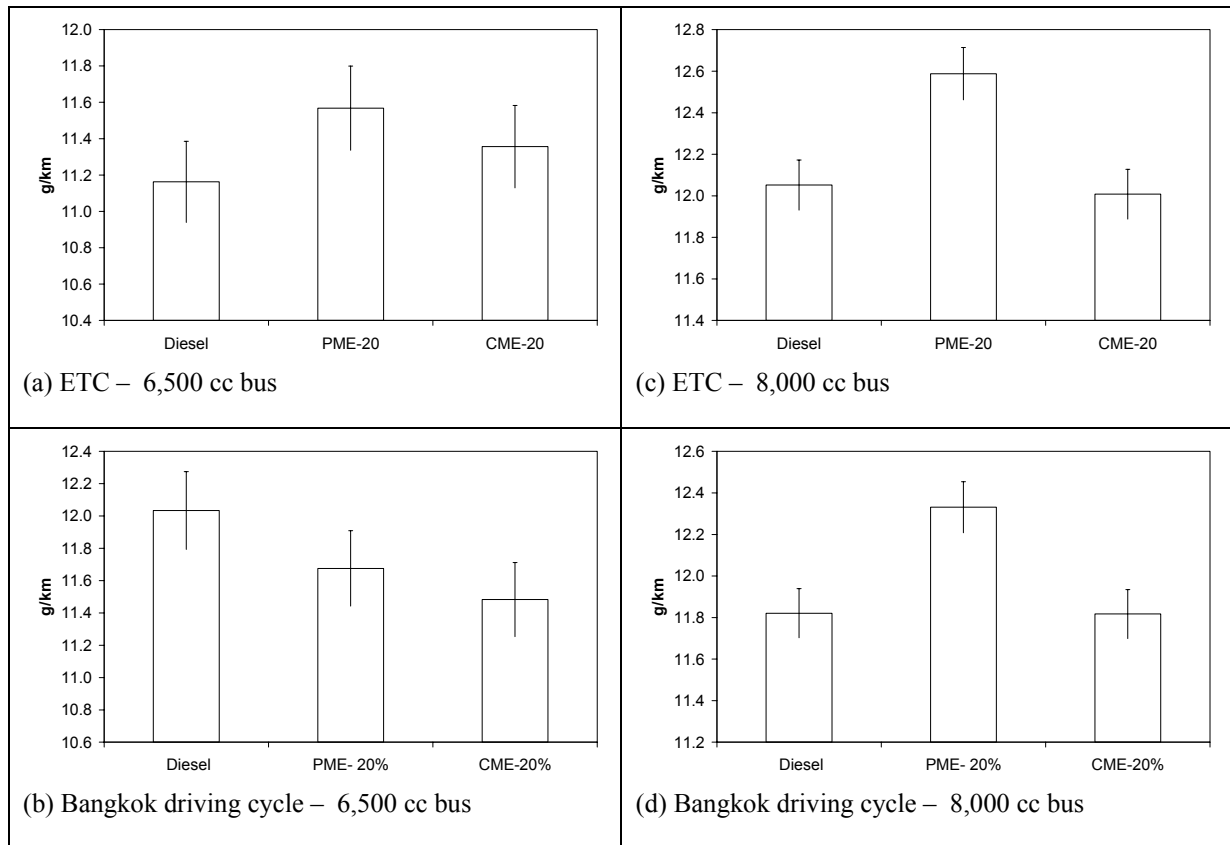 12.0
11.8
11.6
11.4
11.2
11.0
10.8
10.6
10.4
g/km
Diesel PME-20 CME-20
(a) ETC – 6,500 cc bus
12.8
12.6
12.4
12.2
12.0
11.8
11.6
11.4
g/km
Diesel PME-20 CME-20
(c) ETC – 8,000 cc bus
12.4
12.2
12.0
11.8
11.6
11.4
11.2
11.0
10.8
10.6
g/km
Diesel PME- 20% CME-20%
(b) Bangkok driving cycle – 6,500 cc bus
12.6
12.4
12.2
12.0
11.8
11.6
11.4
11.2
g/km
Diesel PME- 20% CME-20%
(d) Bangkok driving cycle – 8,000 cc bus